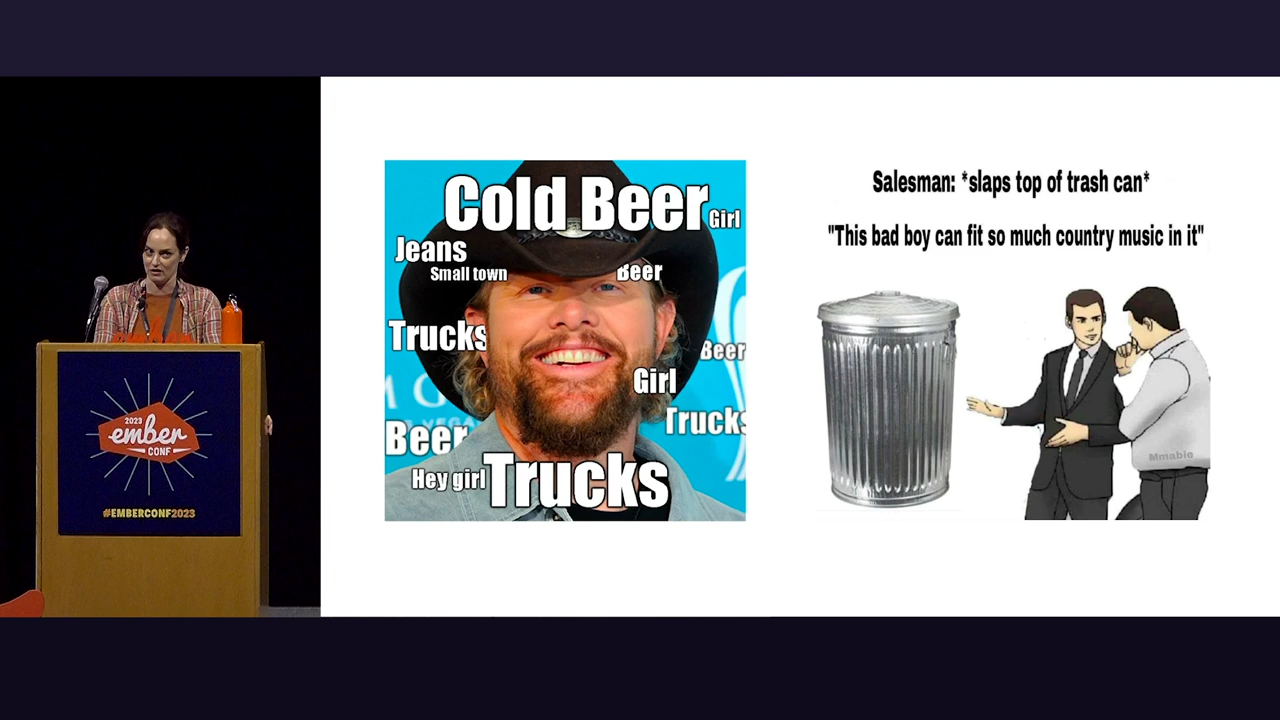 2023
ember
CONF
#EMBERCONF2023
Cold Beer
Girl
Jeans
Small town
Beer
Trucks
Beer
Girl
Trucks
Beer
Hey girl
Trucks
Salesman: *slaps top of trash can*
"This bad boy can fit so much country music in it"
Mmabie